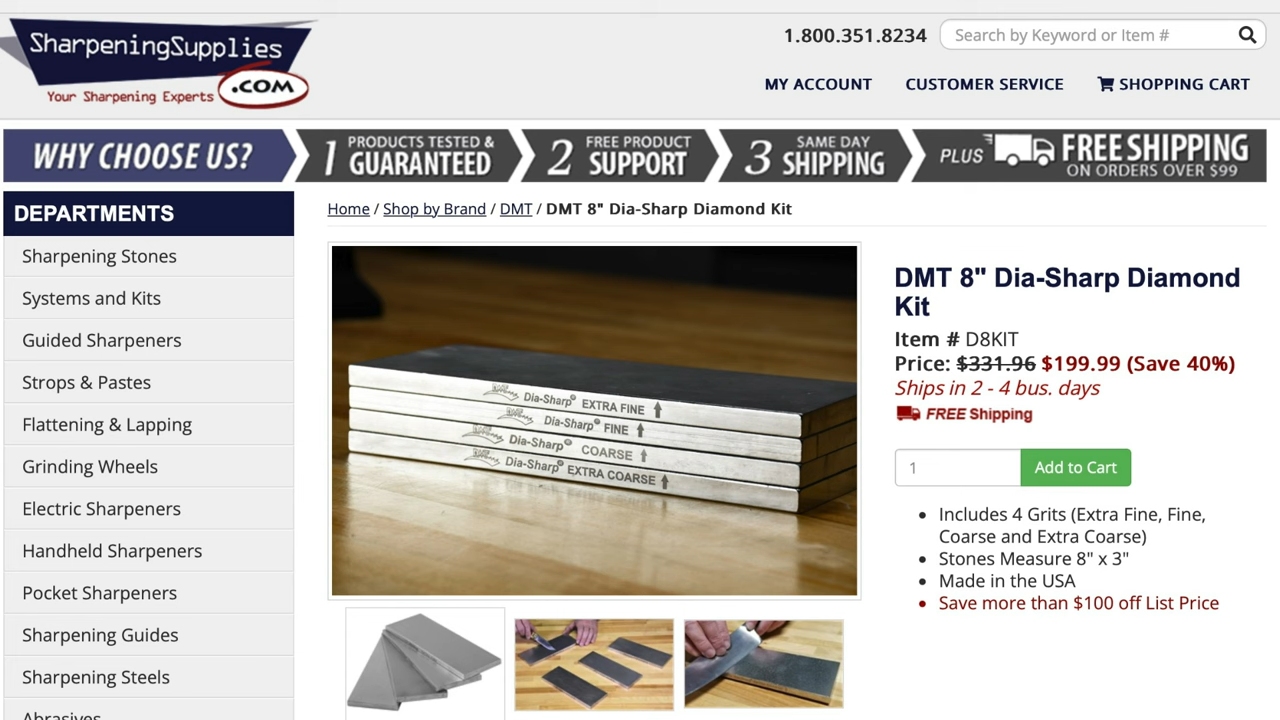 SharpeningSupplies
.COM
Your Sharpening Experts
1.800.351.8234
Search by Keyword or Item #
MY ACCOUNT
CUSTOMER SERVICE
SHOPPING CART
WHY CHOOSE US?
1 PRODUCTS TESTED &
GUARANTEED
2 FREE PRODUCT
SUPPORT
3 SAME DAY
SHIPPING
PLUS
FREE SHIPPING
ON ORDERS OVER $99
DEPARTMENTS
Sharpening Stones
Systems and Kits
Guided Sharpeners
Strops & Pastes
Flattening & Lapping
Grinding Wheels
Electric Sharpeners
Handheld Sharpeners
Pocket Sharpeners
Sharpening Guides
Sharpening Steels
Abrasives
Home / Shop by Brand / DMT / DMT 8" Dia-Sharp Diamond Kit
Dia-Sharp® EXTRA FINE
Dia-Sharp® FINE
Dia-Sharp® COARSE
Dia-Sharp® EXTRA COARSE
DMT 8" Dia-Sharp Diamond
Kit
Item # D8KIT
Price: $331.96 $199.99 (Save 40%)
Ships in 2 - 4 bus. days
FREE Shipping
1
Add to Cart
• Includes 4 Grits (Extra Fine, Fine,
Coarse and Extra Coarse)
• Stones Measure 8" x 3"
• Made in the USA
• Save more than $100 off List Price